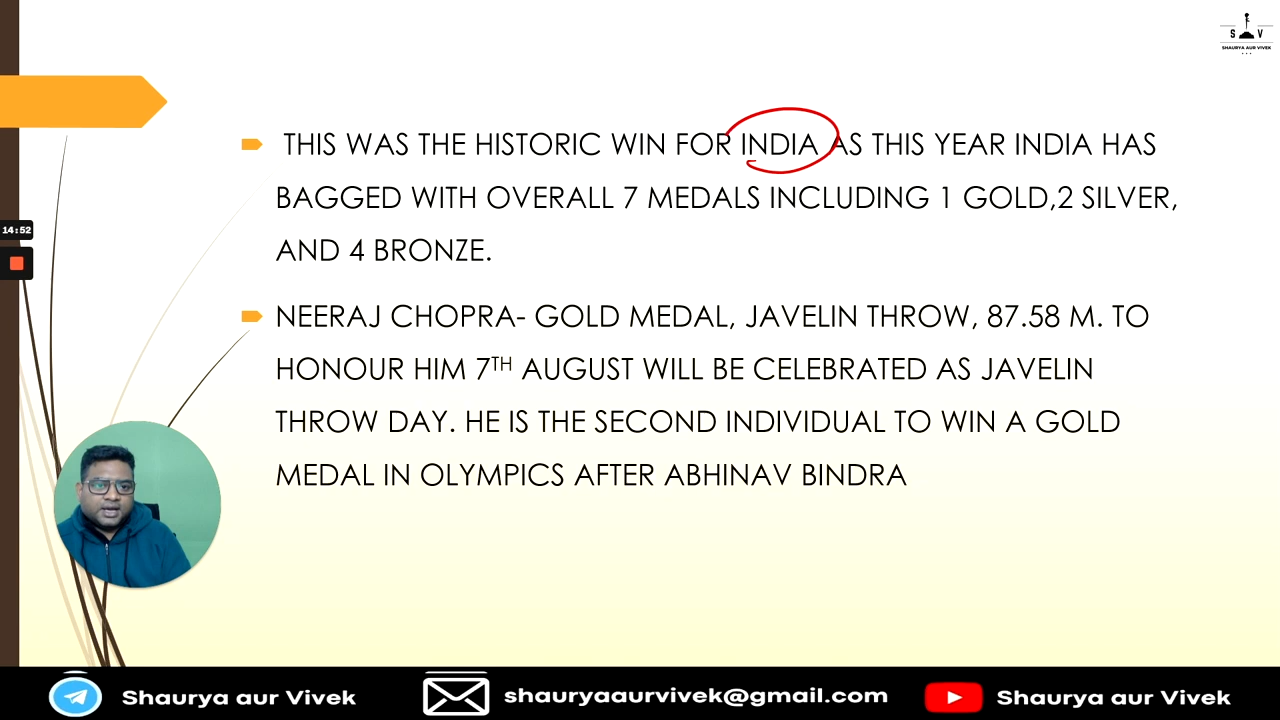 S V
SHAURYA AUR VIVEK
THIS WAS THE HISTORIC WIN FOR INDIA AS THIS YEAR INDIA HAS
BAGGED WITH OVERALL 7 MEDALS INCLUDING 1 GOLD,2 SILVER,
AND 4 BRONZE.
14:52
NEERAJ CHOPRA- GOLD MEDAL, JAVELIN THROW, 87.58 M. TO
HONOUR HIM 7TH AUGUST WILL BE CELEBRATED AS JAVELIN
THROW DAY. HE IS THE SECOND INDIVIDUAL TO WIN A GOLD
MEDAL IN OLYMPICS AFTER ABHINAV BINDRA
Shaurya aur Vivek
shauryaaurvivek@gmail.com
Shaurya aur Vivek